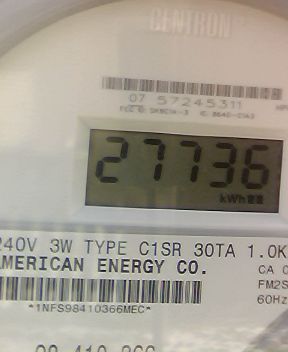 CENTRON
07 57245311
27736
kWh
240V 3W TYPE C1SR 30TA 1.0K
AMERICAN ENERGY CO.
CA
FM2S
60Hz
*1NFS98410366MEC*